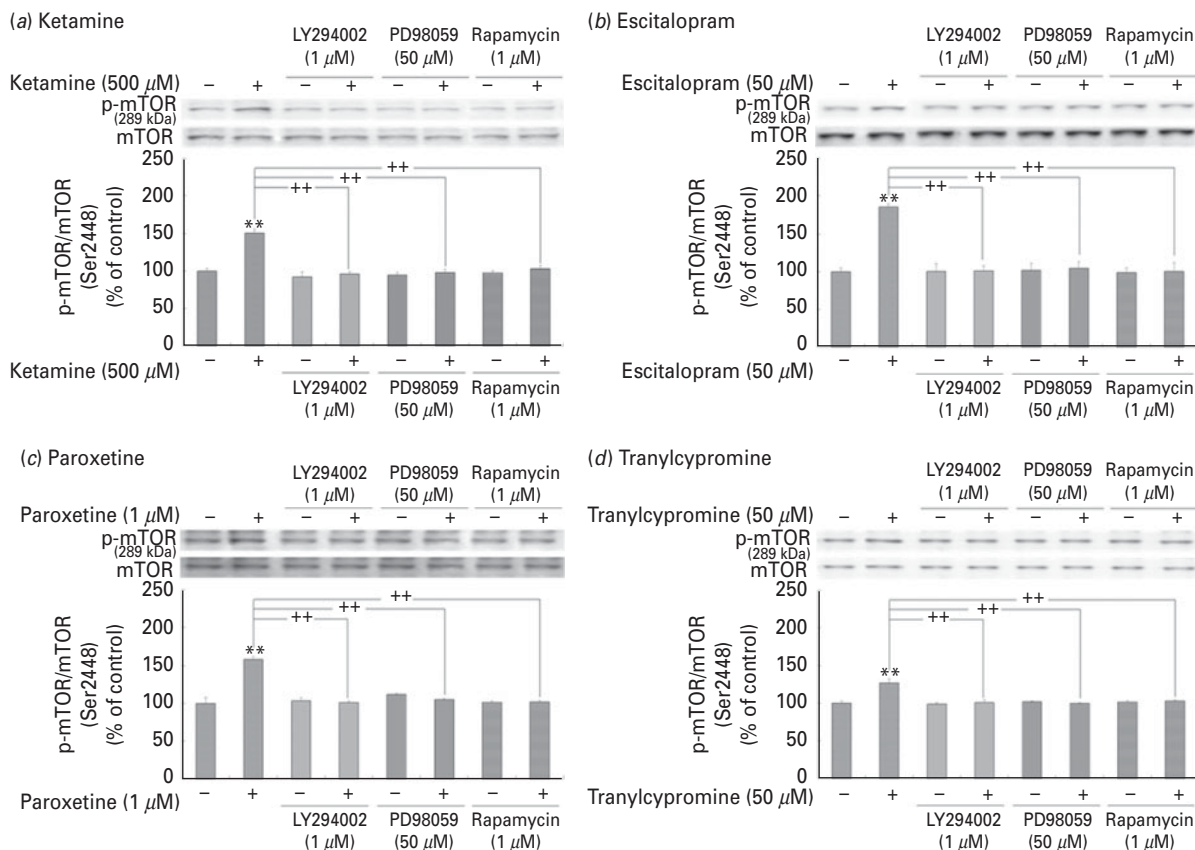 (a) Ketamine
LY294002 PD98059 Rapamycin
(1 μM) (50 μM) (1 μM)
Ketamine (500 μM) – + – + – + – +
p-mTOR
(289 kDa)
mTOR
250
200
150
100
50
0
p-mTOR/mTOR
(Ser2448)
(% of control)
++
++
++
**
Ketamine (500 μM) – + – + – + – +
LY294002 PD98059 Rapamycin
(1 μM) (50 μM) (1 μM)
(b) Escitalopram
LY294002 PD98059 Rapamycin
(1 μM) (50 μM) (1 μM)
Escitalopram (50 μM) – + – + – + – +
p-mTOR
(289 kDa)
mTOR
250
200
150
100
50
0
p-mTOR/mTOR
(Ser2448)
(% of control)
++
++
++
**
Escitalopram (50 μM) – + – + – + – +
LY294002 PD98059 Rapamycin
(1 μM) (50 μM) (1 μM)
(c) Paroxetine
LY294002 PD98059 Rapamycin
(1 μM) (50 μM) (1 μM)
Paroxetine (1 μM) – + – + – + – +
p-mTOR
(289 kDa)
mTOR
250
200
150
100
50
0
p-mTOR/mTOR
(Ser2448)
(% of control)
++
++
++
**
Paroxetine (1 μM) – + – + – + – +
LY294002 PD98059 Rapamycin
(1 μM) (50 μM) (1 μM)
(d) Tranylcypromine
LY294002 PD98059 Rapamycin
(1 μM) (50 μM) (1 μM)
Tranylcypromine (50 μM) – + – + – + – +
p-mTOR
(289 kDa)
mTOR
250
200
150
100
50
0
p-mTOR/mTOR
(Ser2448)
(% of control)
++
++
++
**
Tranylcypromine (50 μM) – + – + – + – +
LY294002 PD98059 Rapamycin
(1 μM) (50 μM) (1 μM)